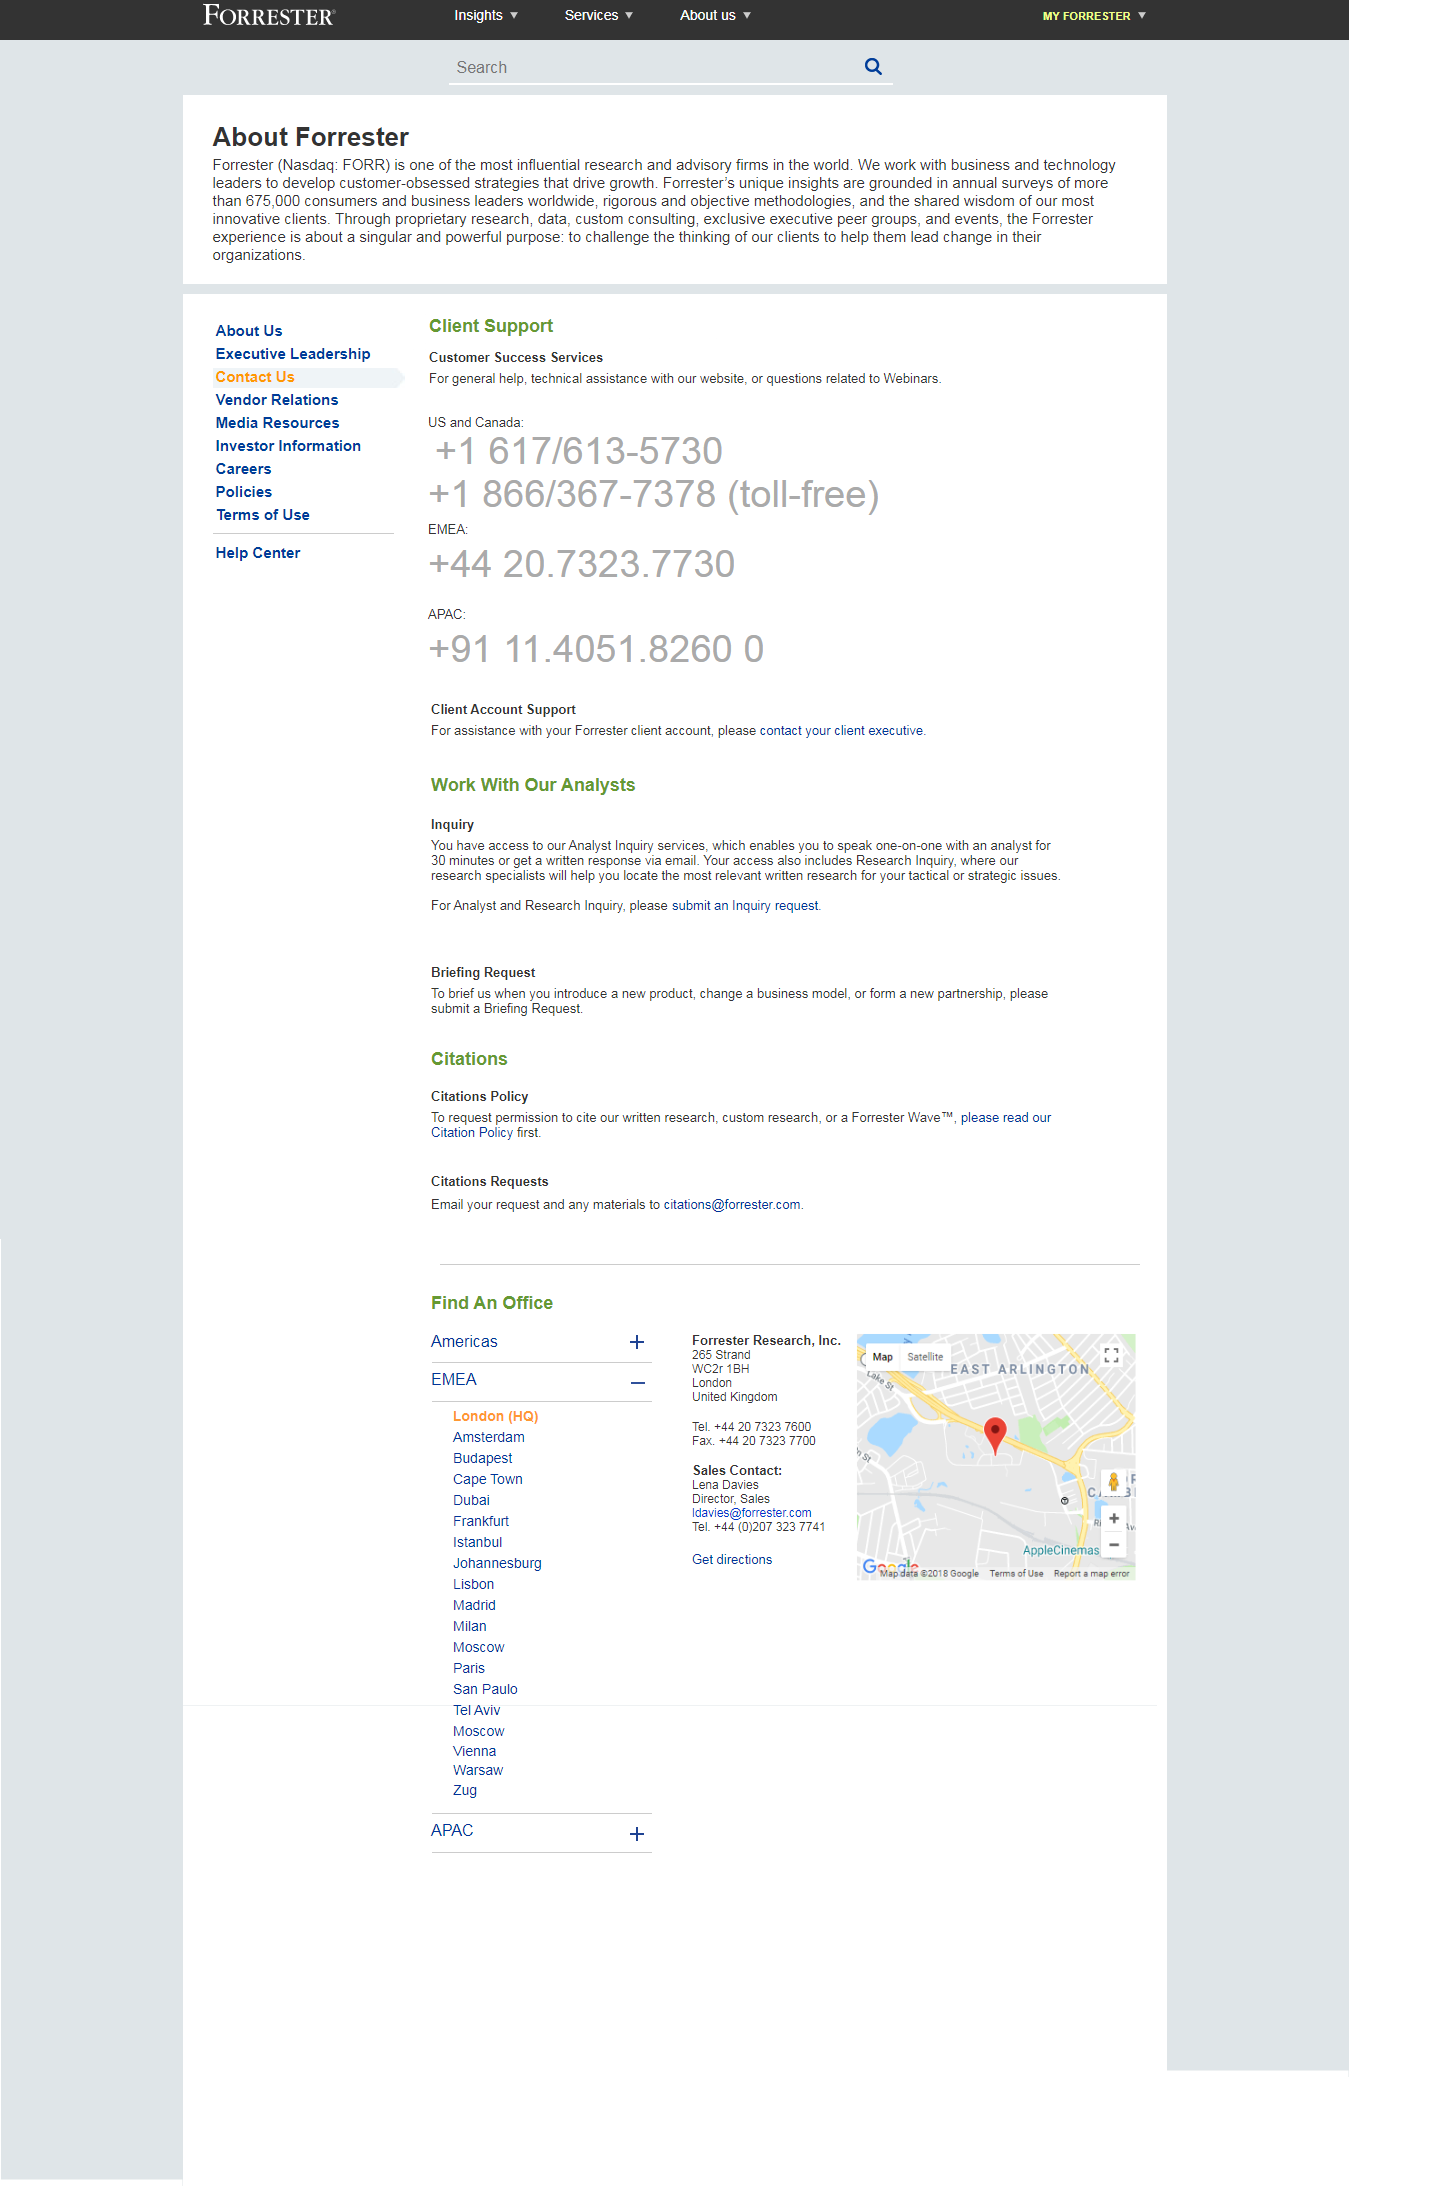 FORRESTER®
Insights ▼
Services ▼
About us ▼
MY FORRESTER ▼
Search
About Forrester
Forrester (Nasdaq: FORR) is one of the most influential research and advisory firms in the world. We work with business and technology
leaders to develop customer-obsessed strategies that drive growth. Forrester’s unique insights are grounded in annual surveys of more
than 675,000 consumers and business leaders worldwide, rigorous and objective methodologies, and the shared wisdom of our most
innovative clients. Through proprietary research, data, custom consulting, exclusive executive peer groups, and events, the Forrester
experience is about a singular and powerful purpose: to challenge the thinking of our clients to help them lead change in their
organizations.
About Us
Executive Leadership
Contact Us
Vendor Relations
Media Resources
Investor Information
Careers
Policies
Terms of Use
Help Center
Client Support
Customer Success Services
For general help, technical assistance with our website, or questions related to Webinars.
US and Canada:
+1 617/613-5730
+1 866/367-7378 (toll-free)
EMEA:
+44 20.7323.7730
APAC:
+91 11.4051.8260 0
Client Account Support
For assistance with your Forrester client account, please contact your client executive.
Work With Our Analysts
Inquiry
You have access to our Analyst Inquiry services, which enables you to speak one-on-one with an analyst for
30 minutes or get a written response via email. Your access also includes Research Inquiry, where our
research specialists will help you locate the most relevant written research for your tactical or strategic issues.
For Analyst and Research Inquiry, please submit an Inquiry request.
Briefing Request
To brief us when you introduce a new product, change a business model, or form a new partnership, please
submit a Briefing Request.
Citations
Citations Policy
To request permission to cite our written research, custom research, or a Forrester Wave™, please read our
Citation Policy first.
Citations Requests
Email your request and any materials to citations@forrester.com.
Find An Office
Americas +
EMEA –
London (HQ)
Amsterdam
Budapest
Cape Town
Dubai
Frankfurt
Istanbul
Johannesburg
Lisbon
Madrid
Milan
Moscow
Paris
San Paulo
Tel Aviv
Moscow
Vienna
Warsaw
Zug
APAC +
Forrester Research, Inc.
265 Strand
WC2r 1BH
London
United Kingdom
Tel. +44 20 7323 7600
Fax. +44 20 7323 7700
Sales Contact:
Lena Davies
Director, Sales
ldavies@forrester.com
Tel. +44 (0)207 323 7741
Get directions
Map Satellite
EAST ARLINGTON
Lake St
AppleCinemas
Google
Map data ©2018 Google Terms of Use Report a map error